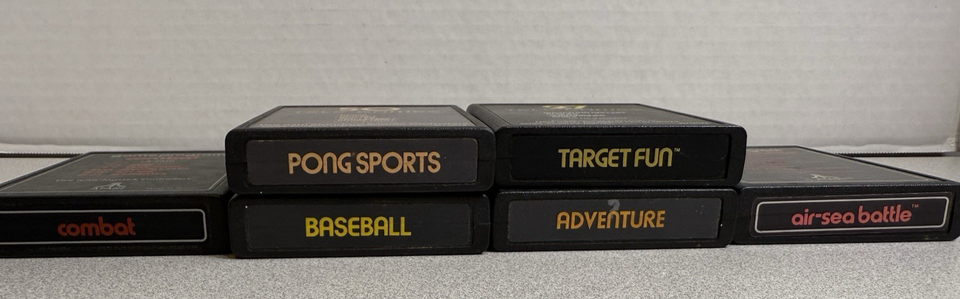 PONG SPORTS
TARGET FUN™
combat
BASEBALL
ADVENTURE
air-sea battle™